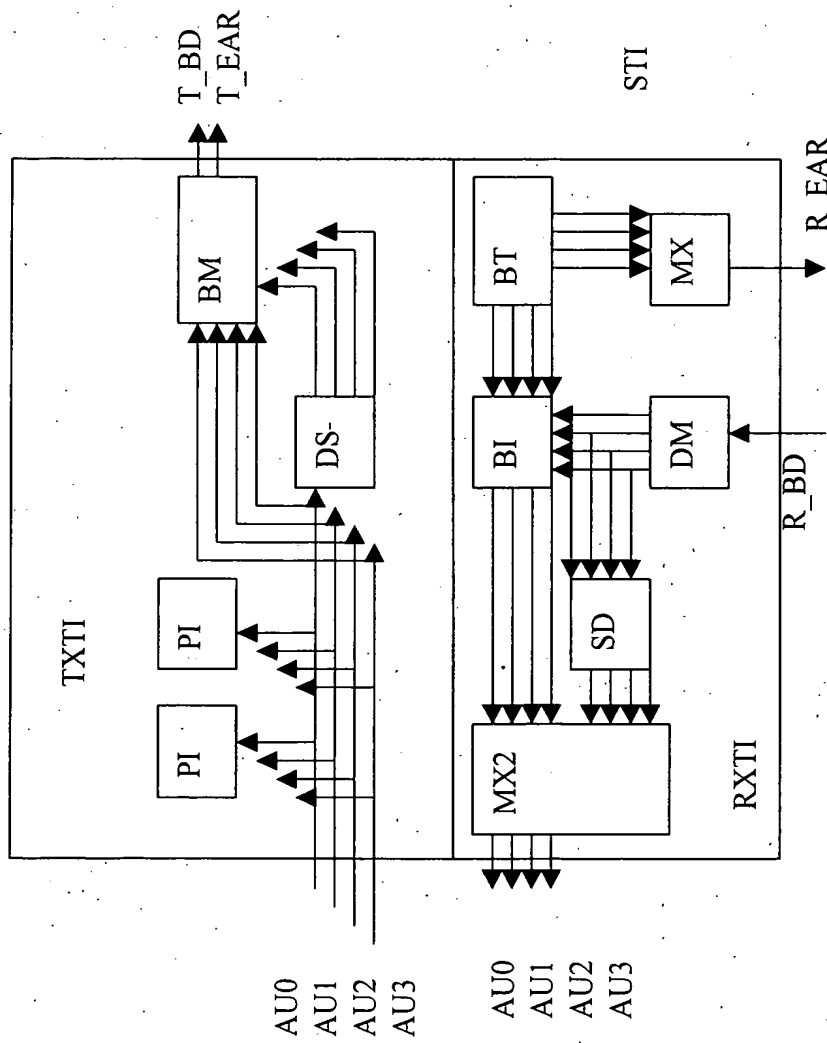 T_BD
T_EAR
BM
TXTI
PI
PI
DS-
AU0
AU1
AU2
AU3
STI
BT
MX
R_EAR
BI
DM
R_BD
SD
MX2
RXTI
AU0
AU1
AU2
AU3